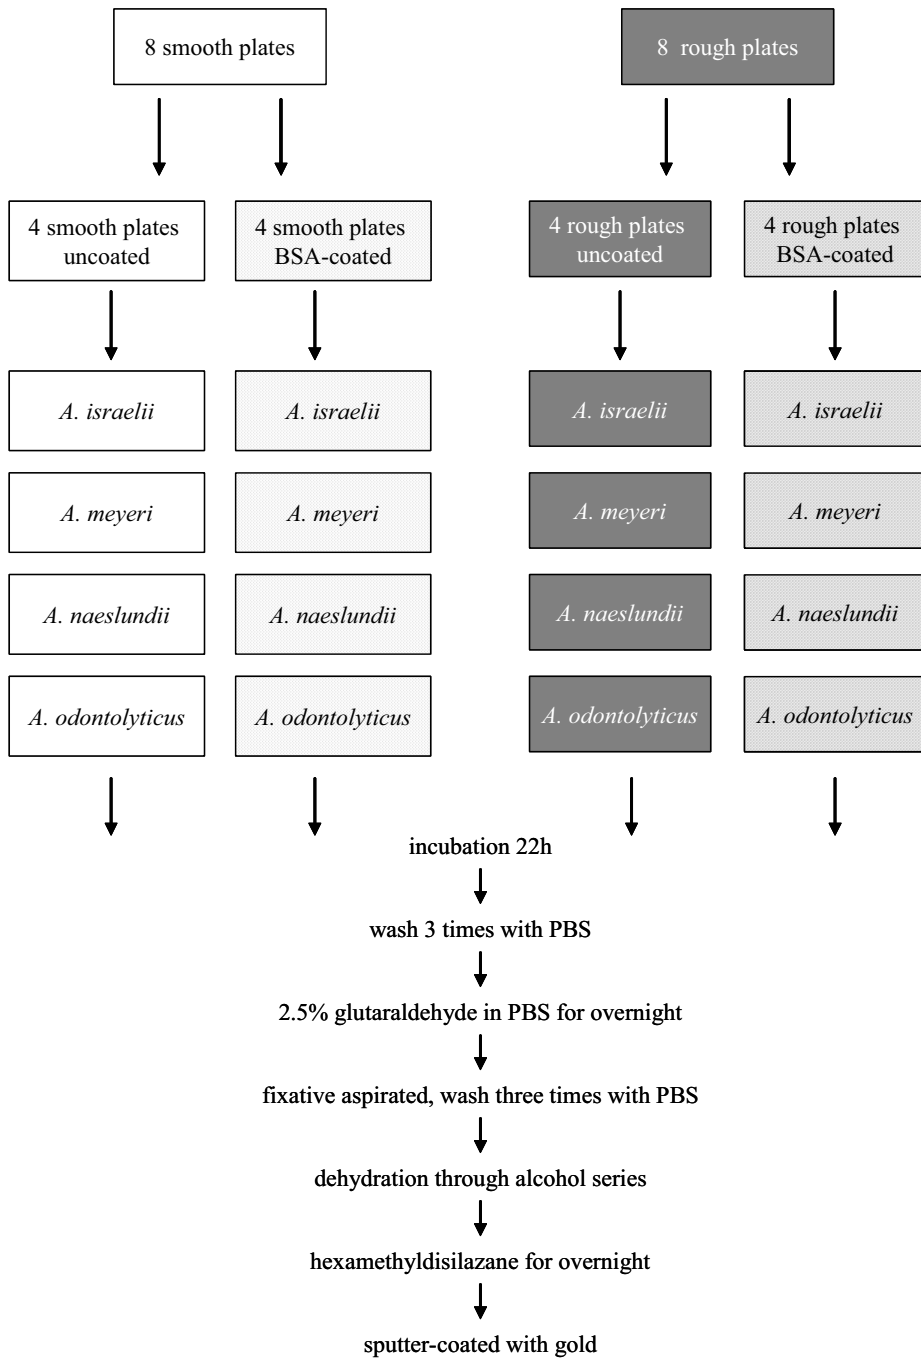 8 smooth plates
8 rough plates
4 smooth plates
uncoated
4 smooth plates
BSA-coated
4 rough plates
uncoated
4 rough plates
BSA-coated
A. israelii
A. israelii
A. israelii
A. israelii
A. meyeri
A. meyeri
A. meyeri
A. meyeri
A. naeslundii
A. naeslundii
A. naeslundii
A. naeslundii
A. odontolyticus
A. odontolyticus
A. odontolyticus
A. odontolyticus
incubation 22h
wash 3 times with PBS
2.5% glutaraldehyde in PBS for overnight
fixative aspirated, wash three times with PBS
dehydration through alcohol series
hexamethyldisilazane for overnight
sputter-coated with gold